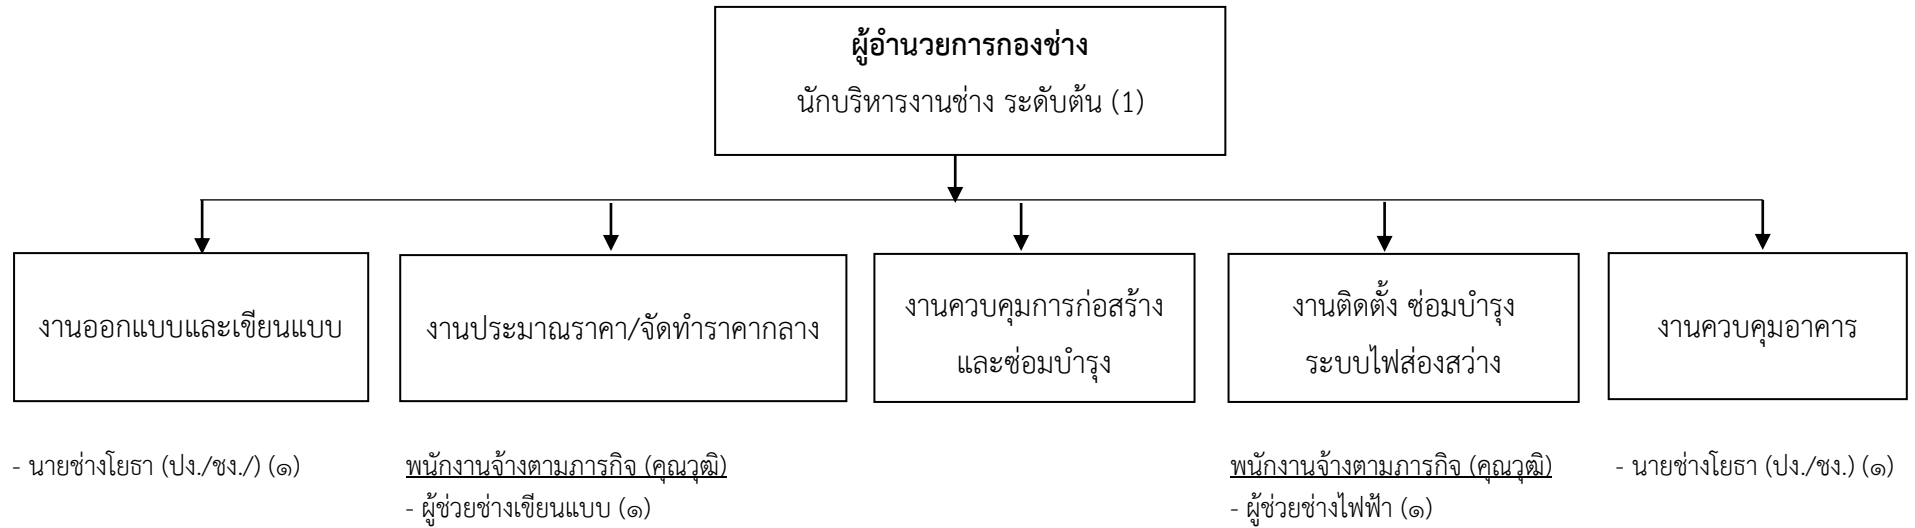 ผู้อำนวยการกองช่าง
นักบริหารงานช่าง ระดับต้น (1)
งานออกแบบและเขียนแบบ
งานประมาณราคา/จัดทำราคากลาง
งานควบคุมการก่อสร้าง
และซ่อมบำรุง
งานติดตั้ง ซ่อมบำรุง
ระบบไฟส่องสว่าง
งานควบคุมอาคาร
- นายช่างโยธา (ปง./ชง./) (๑)
พนักงานจ้างตามภารกิจ (คุณวุฒิ)
- ผู้ช่วยช่างเขียนแบบ (๑)
พนักงานจ้างตามภารกิจ (คุณวุฒิ)
- ผู้ช่วยช่างไฟฟ้า (๑)
- นายช่างโยธา (ปง./ชง.) (๑)